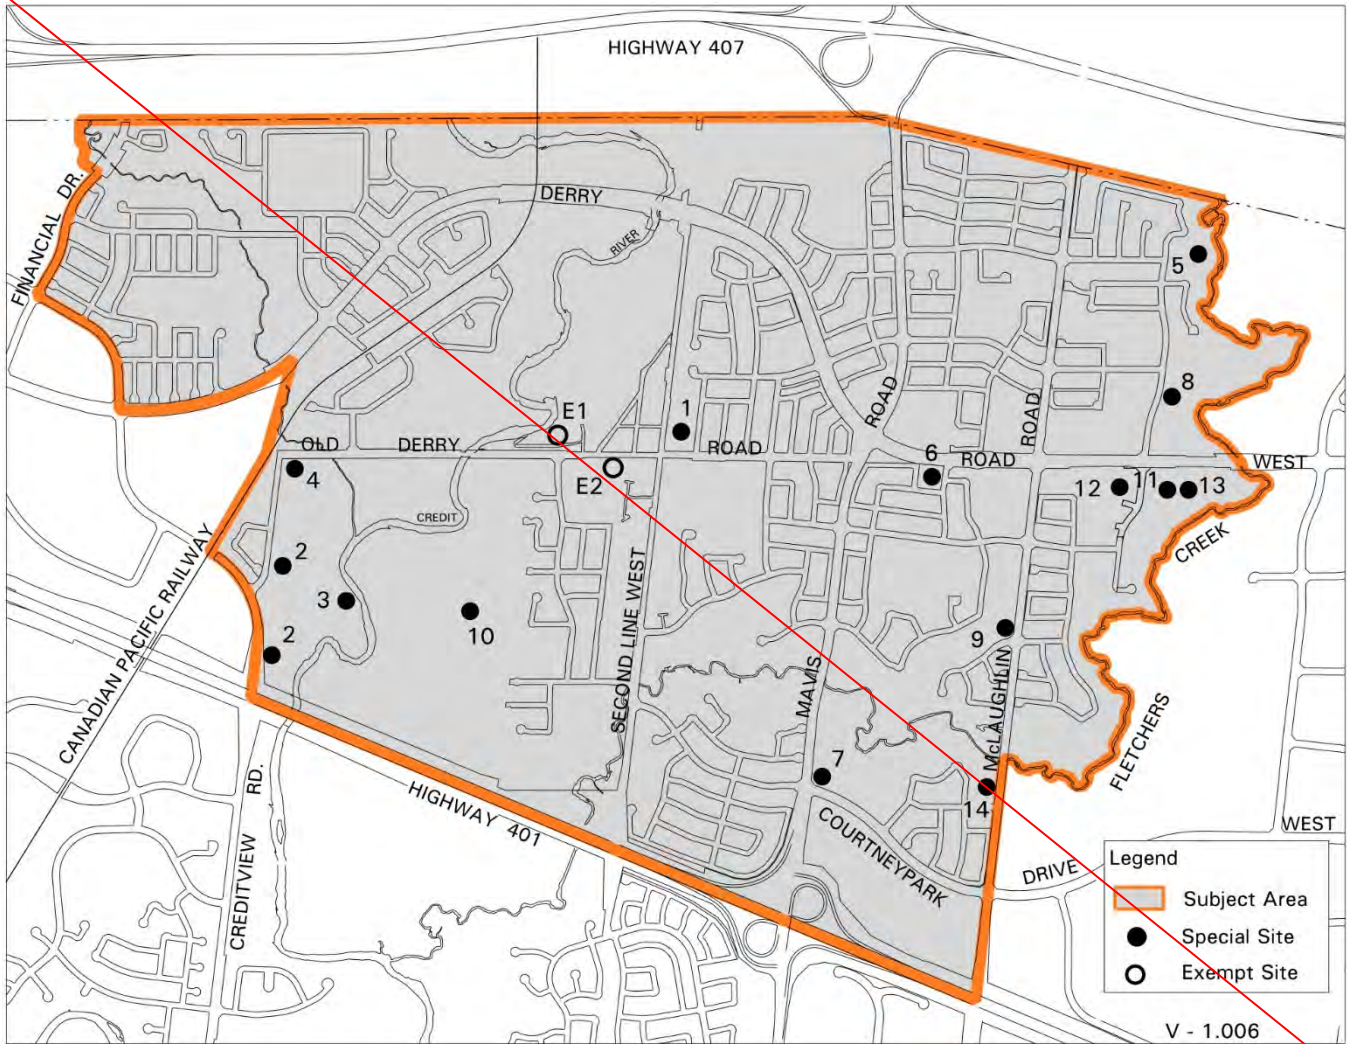 HIGHWAY 407
FINANCIAL DR.
DERRY
RIVER
5
ROAD
ROAD
8
E1
1
OLD DERRY
ROAD
6
ROAD
WEST
4
E2
12
11
13
CREDIT
CREEK
2
CANADIAN PACIFIC RAILWAY
3
10
SECOND LINE WEST
9
2
MAVIS
McLAUGHLIN
FLETCHERS
7
14
HIGHWAY 401
CREDITVIEW RD.
COURTNEYPARK
DRIVE
WEST
Legend
Subject Area
Special Site
Exempt Site
V - 1.006